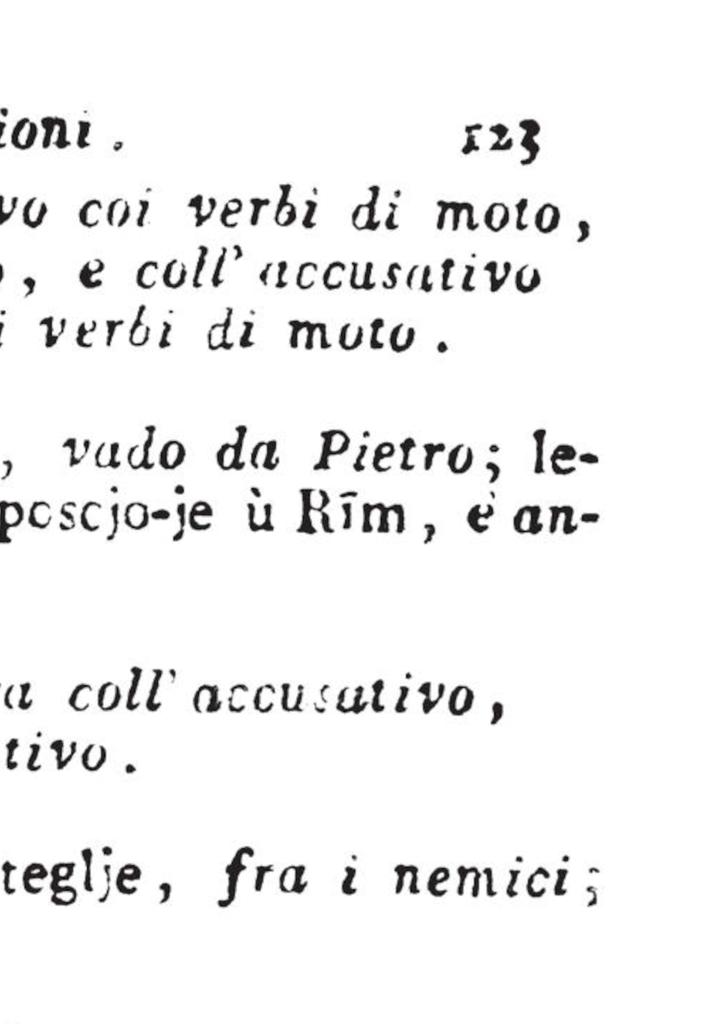 ioni. 123
vo coi verbi di moto,
, e coll'accusativo
i verbi di moto.
, vado da Pietro; le-
poscjo-je ù Rīm, è an-
a coll'accusativo,
tivo.
teglje, fra i nemici;